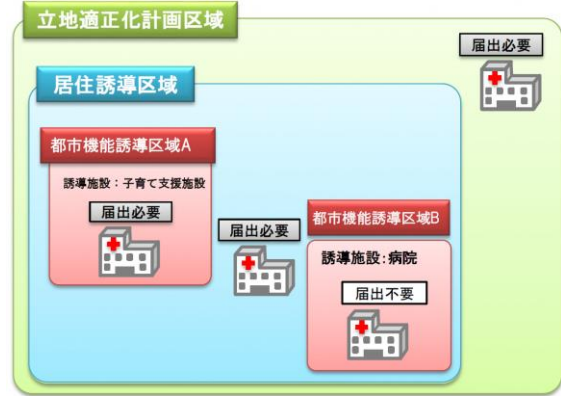 立地適正化計画区域
届出必要
居住誘導区域
都市機能誘導区域A
誘導施設：子育て支援施設
届出必要
届出必要
都市機能誘導区域B
誘導施設：病院
届出不要